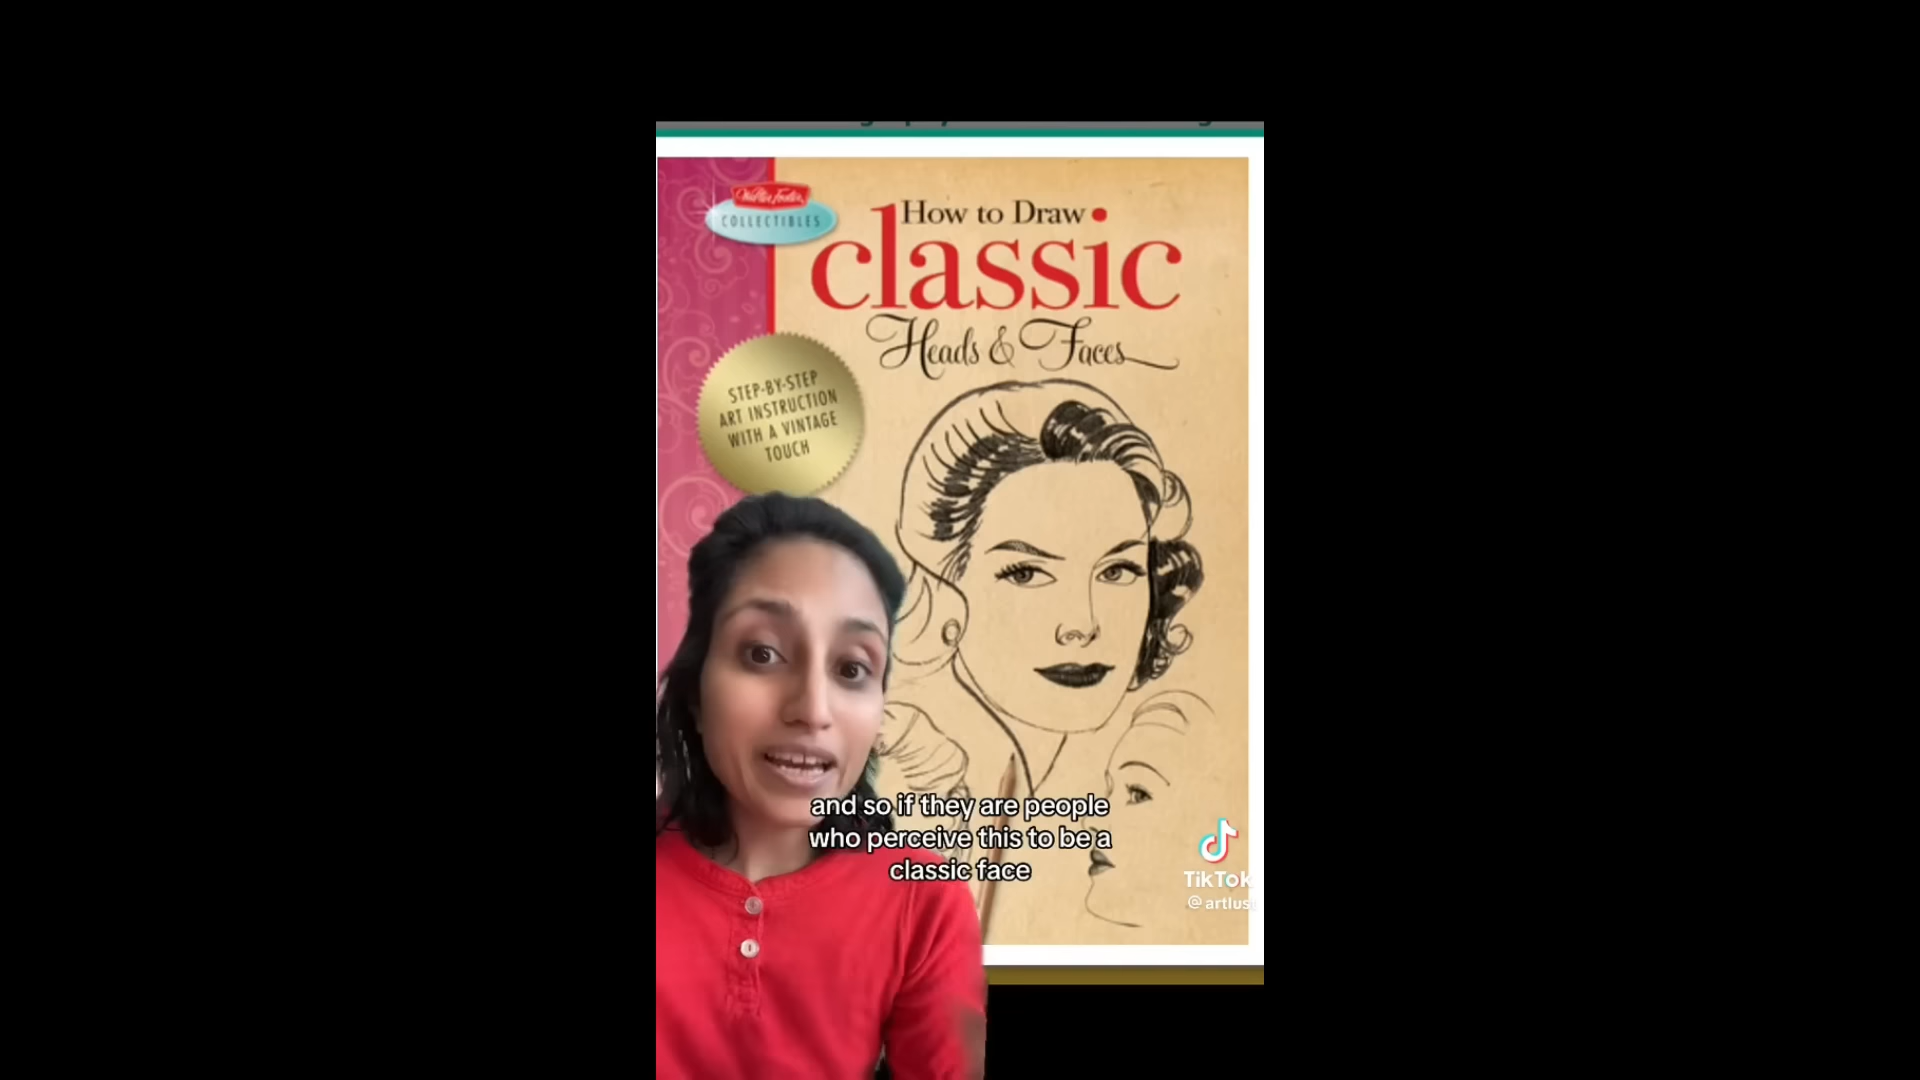 Walter Foster
COLLECTIBLES
How to Draw
classic
Heads & Faces
STEP-BY-STEP
ART INSTRUCTION
WITH A VINTAGE
TOUCH
and so if they are people
who perceive this to be a
classic face
TikTok
@artlust